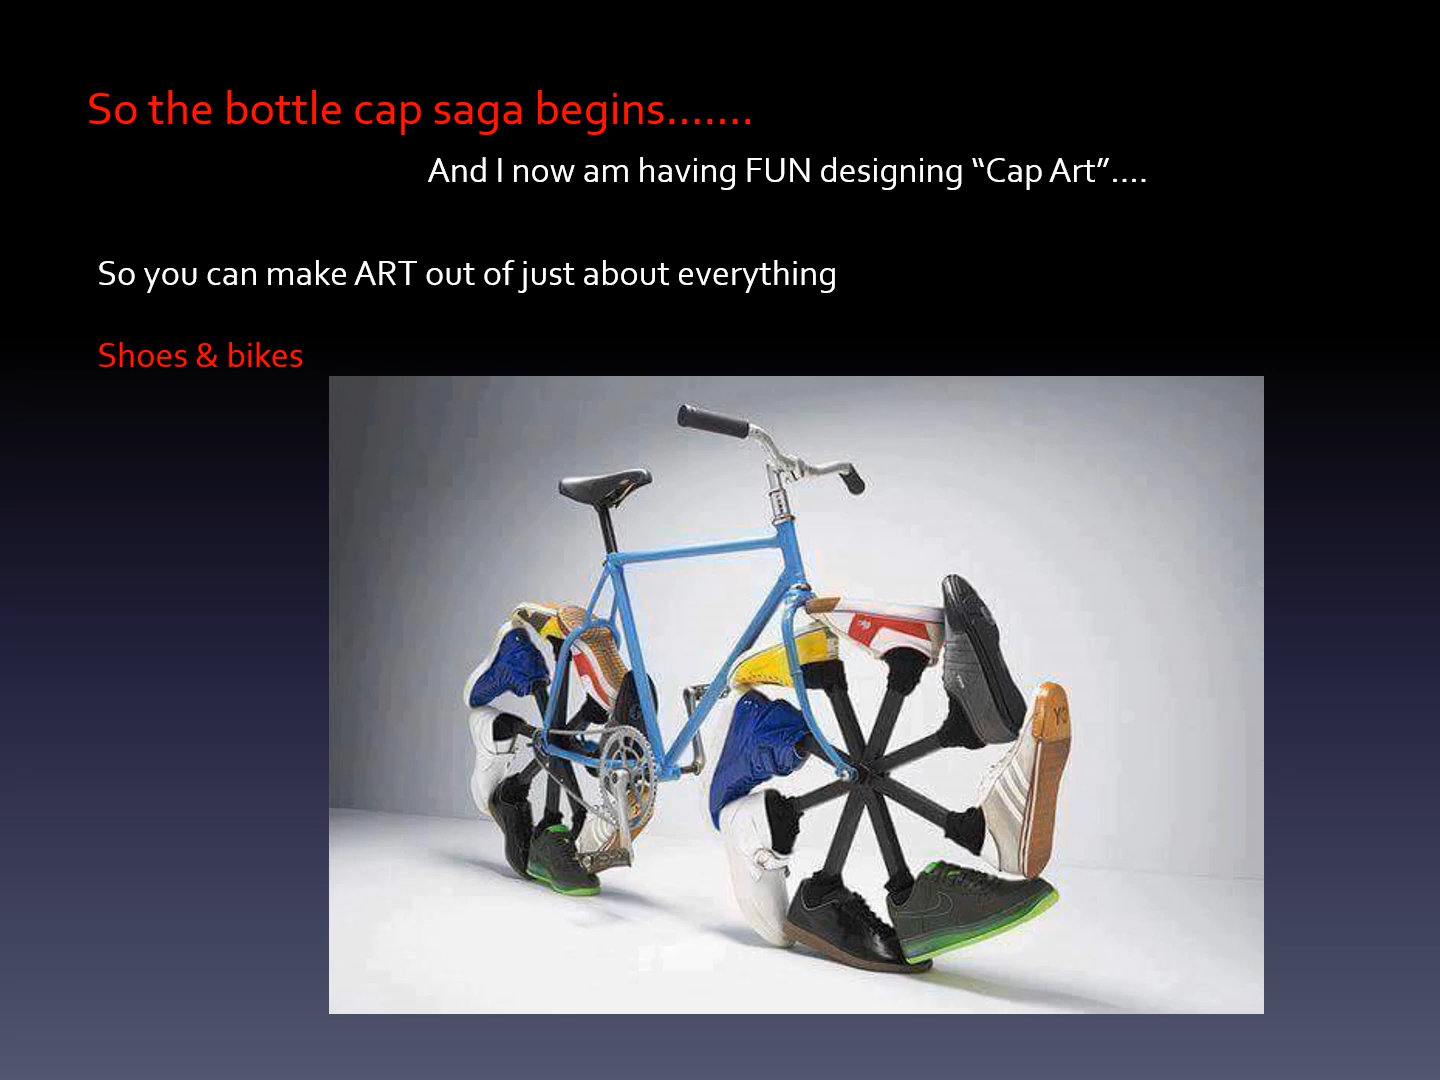 So the bottle cap saga begins.......
And I now am having FUN designing “Cap Art”....
So you can make ART out of just about everything
Shoes & bikes
YO